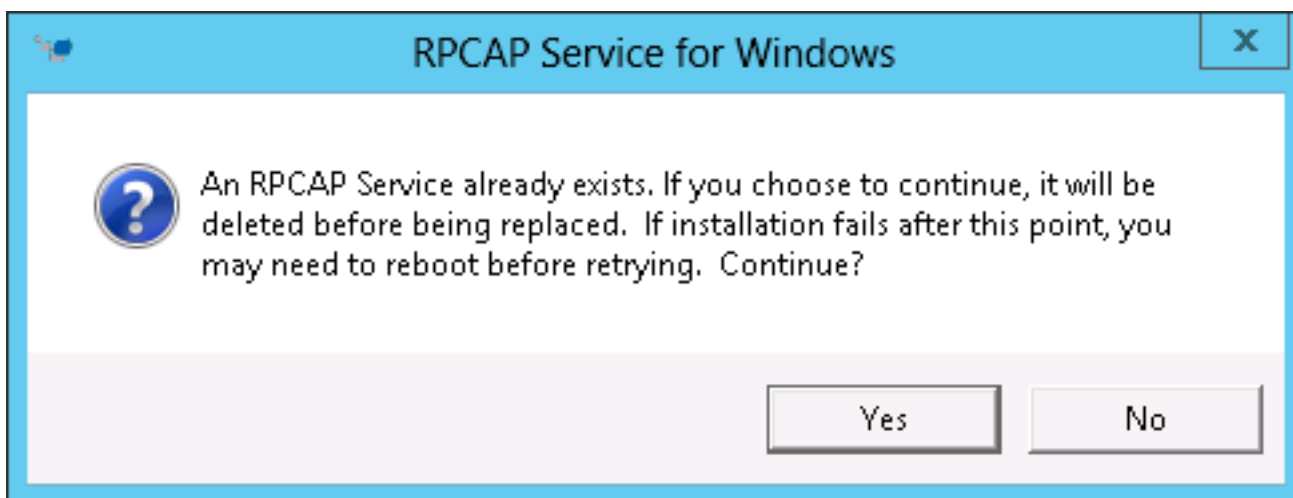 RPCAP Service for Windows
x
An RPCAP Service already exists. If you choose to continue, it will be
deleted before being replaced.  If installation fails after this point, you
may need to reboot before retrying.  Continue?
Yes
No